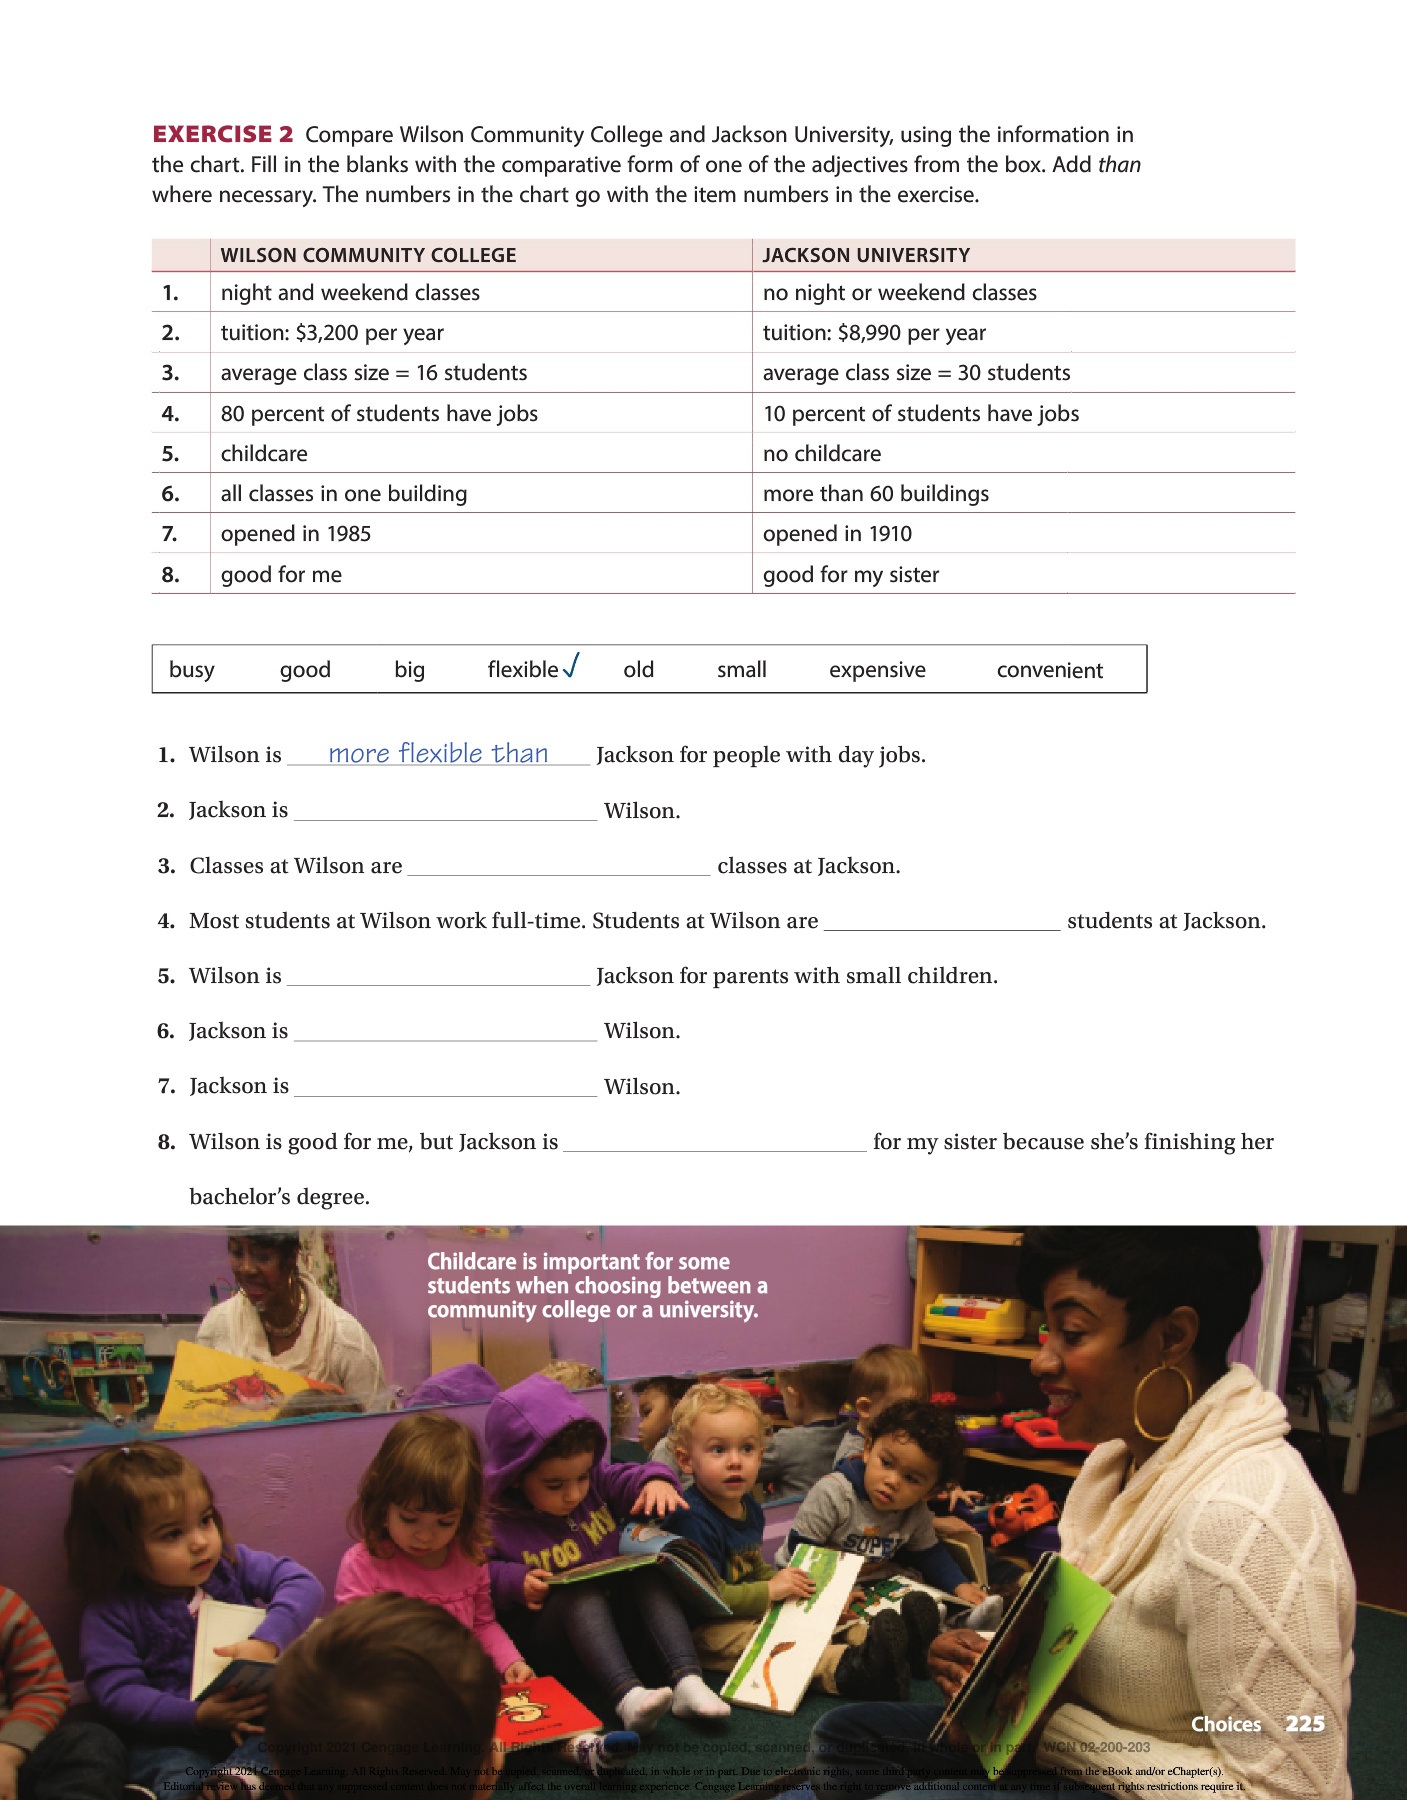 EXERCISE 2 Compare Wilson Community College and Jackson University, using the information in
the chart. Fill in the blanks with the comparative form of one of the adjectives from the box. Add than
where necessary. The numbers in the chart go with the item numbers in the exercise.
WILSON COMMUNITY COLLEGE JACKSON UNIVERSITY
1. night and weekend classes no night or weekend classes
2. tuition: $3,200 per year tuition: $8,990 per year
3. average class size = 16 students average class size = 30 students
4. 80 percent of students have jobs 10 percent of students have jobs
5. childcare no childcare
6. all classes in one building more than 60 buildings
7. opened in 1985 opened in 1910
8. good for me good for my sister
busy good big flexible✓ old small expensive convenient
1. Wilson is more flexible than Jackson for people with day jobs.
2. Jackson is ____ Wilson.
3. Classes at Wilson are ____ classes at Jackson.
4. Most students at Wilson work full-time. Students at Wilson are ____ students at Jackson.
5. Wilson is ____ Jackson for parents with small children.
6. Jackson is ____ Wilson.
7. Jackson is ____ Wilson.
8. Wilson is good for me, but Jackson is ____ for my sister because she’s finishing her
bachelor’s degree.
Childcare is important for some
students when choosing between a
community college or a university.
SUPE
Choices 225
Copyright 2021 Cengage Learning. All Rights Reserved. May not be copied, scanned, or duplicated, in whole or in part. WCN 02-200-203
Copyright 2021 Cengage Learning. All Rights Reserved. May not be copied, scanned, or duplicated, in whole or in part. Due to electronic rights, some third party content may be suppressed from the eBook and/or eChapter(s).
Editorial review has deemed that any suppressed content does not materially affect the overall learning experience. Cengage Learning reserves the right to remove additional content at any time if subsequent rights restrictions require it.